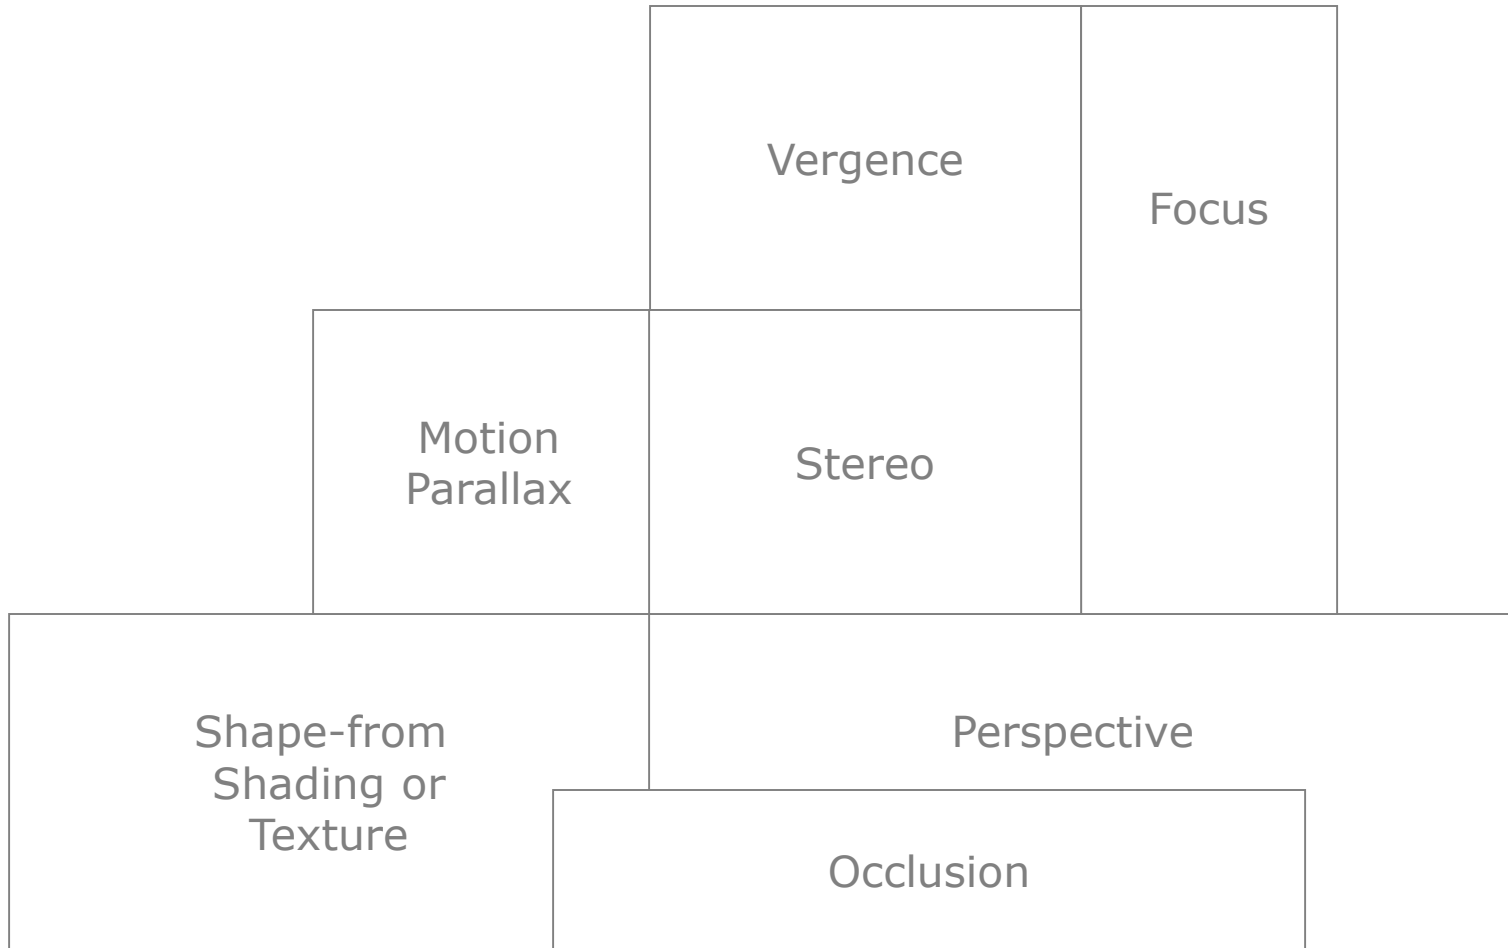 Vergence
Focus
Motion
Parallax
Stereo
Shape-from
Shading or
Texture
Perspective
Occlusion